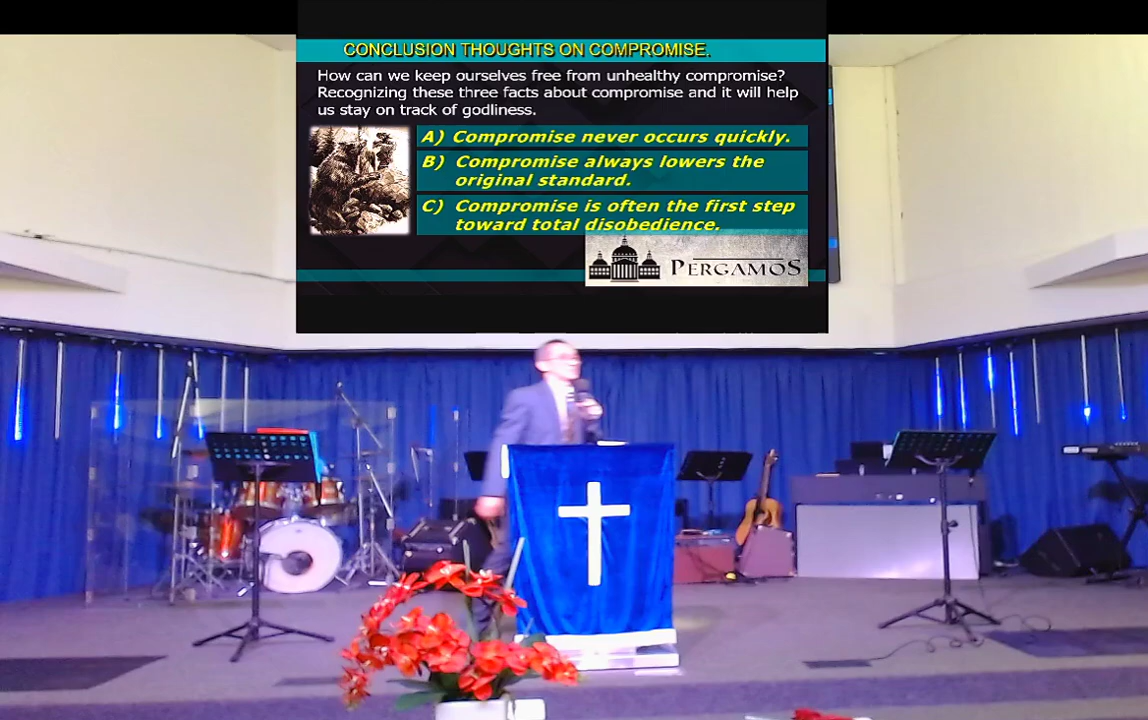 CONCLUSION THOUGHTS ON COMPROMISE.
How can we keep ourselves free from unhealthy compromise?
Recognizing these three facts about compromise and it will help
us stay on track of godliness.
A) Compromise never occurs quickly.
B) Compromise always lowers the
original standard.
C) Compromise is often the first step
toward total disobedience.
PERGAMOS